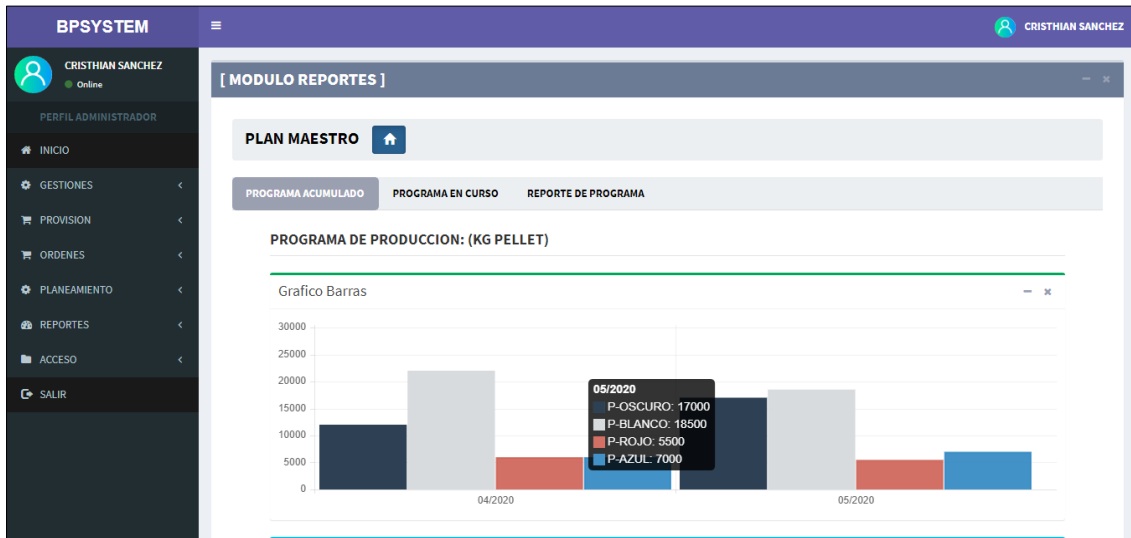 BPSYSTEM
CRISTHIAN SANCHEZ
CRISTHIAN SANCHEZ
Online
PERFIL ADMINISTRADOR
INICIO
GESTIONES
PROVISION
ORDENES
PLANEAMIENTO
REPORTES
ACCESO
SALIR
[ MODULO REPORTES ]
PLAN MAESTRO
PROGRAMA ACUMULADO PROGRAMA EN CURSO REPORTE DE PROGRAMA
PROGRAMA DE PRODUCCION: (KG PELLET)
Grafico Barras
30000
25000
20000
15000
10000
5000
0
05/2020
P-OSCURO: 17000
P-BLANCO: 18500
P-ROJO: 5500
P-AZUL: 7000
04/2020 05/2020